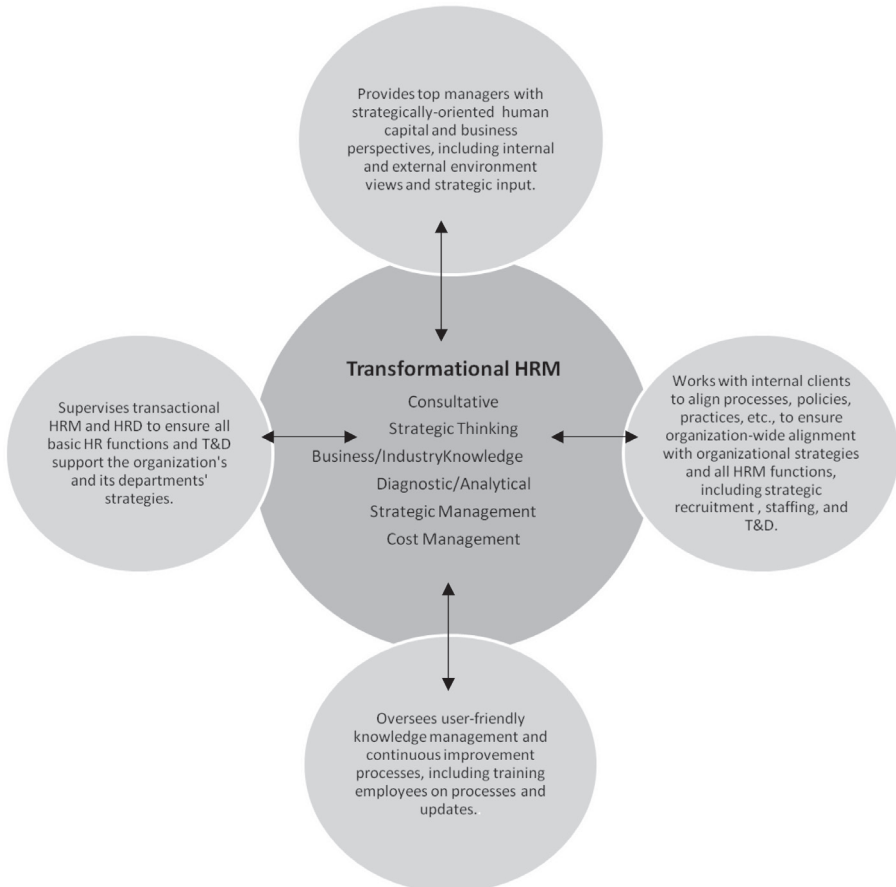 Provides top managers with
strategically-oriented human
capital and business
perspectives, including internal
and external environment
views and strategic input.
Transformational HRM
Consultative
Strategic Thinking
Business/IndustryKnowledge
Diagnostic/Analytical
Strategic Management
Cost Management
Supervises transactional
HRM and HRD to ensure all
basic HR functions and T&D
support the organization's
and its departments'
strategies.
Works with internal clients
to align processes, policies,
practices, etc., to ensure
organization-wide alignment
with organizational strategies
and all HRM functions,
including strategic
recruitment , staffing, and
T&D.
Oversees user-friendly
knowledge management and
continuous improvement
processes, including training
employees on processes and
updates.